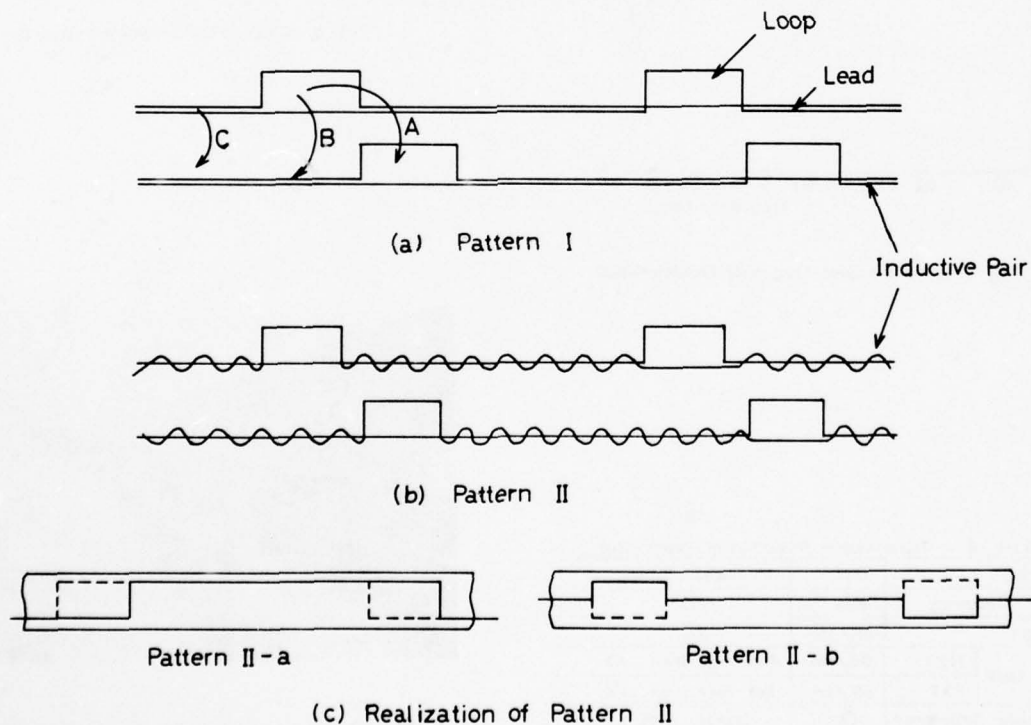 Loop
Lead
C
B
A
(a) Pattern I
Inductive Pair
(b) Pattern II
Pattern II-a
Pattern II-b
(c) Realization of Pattern II